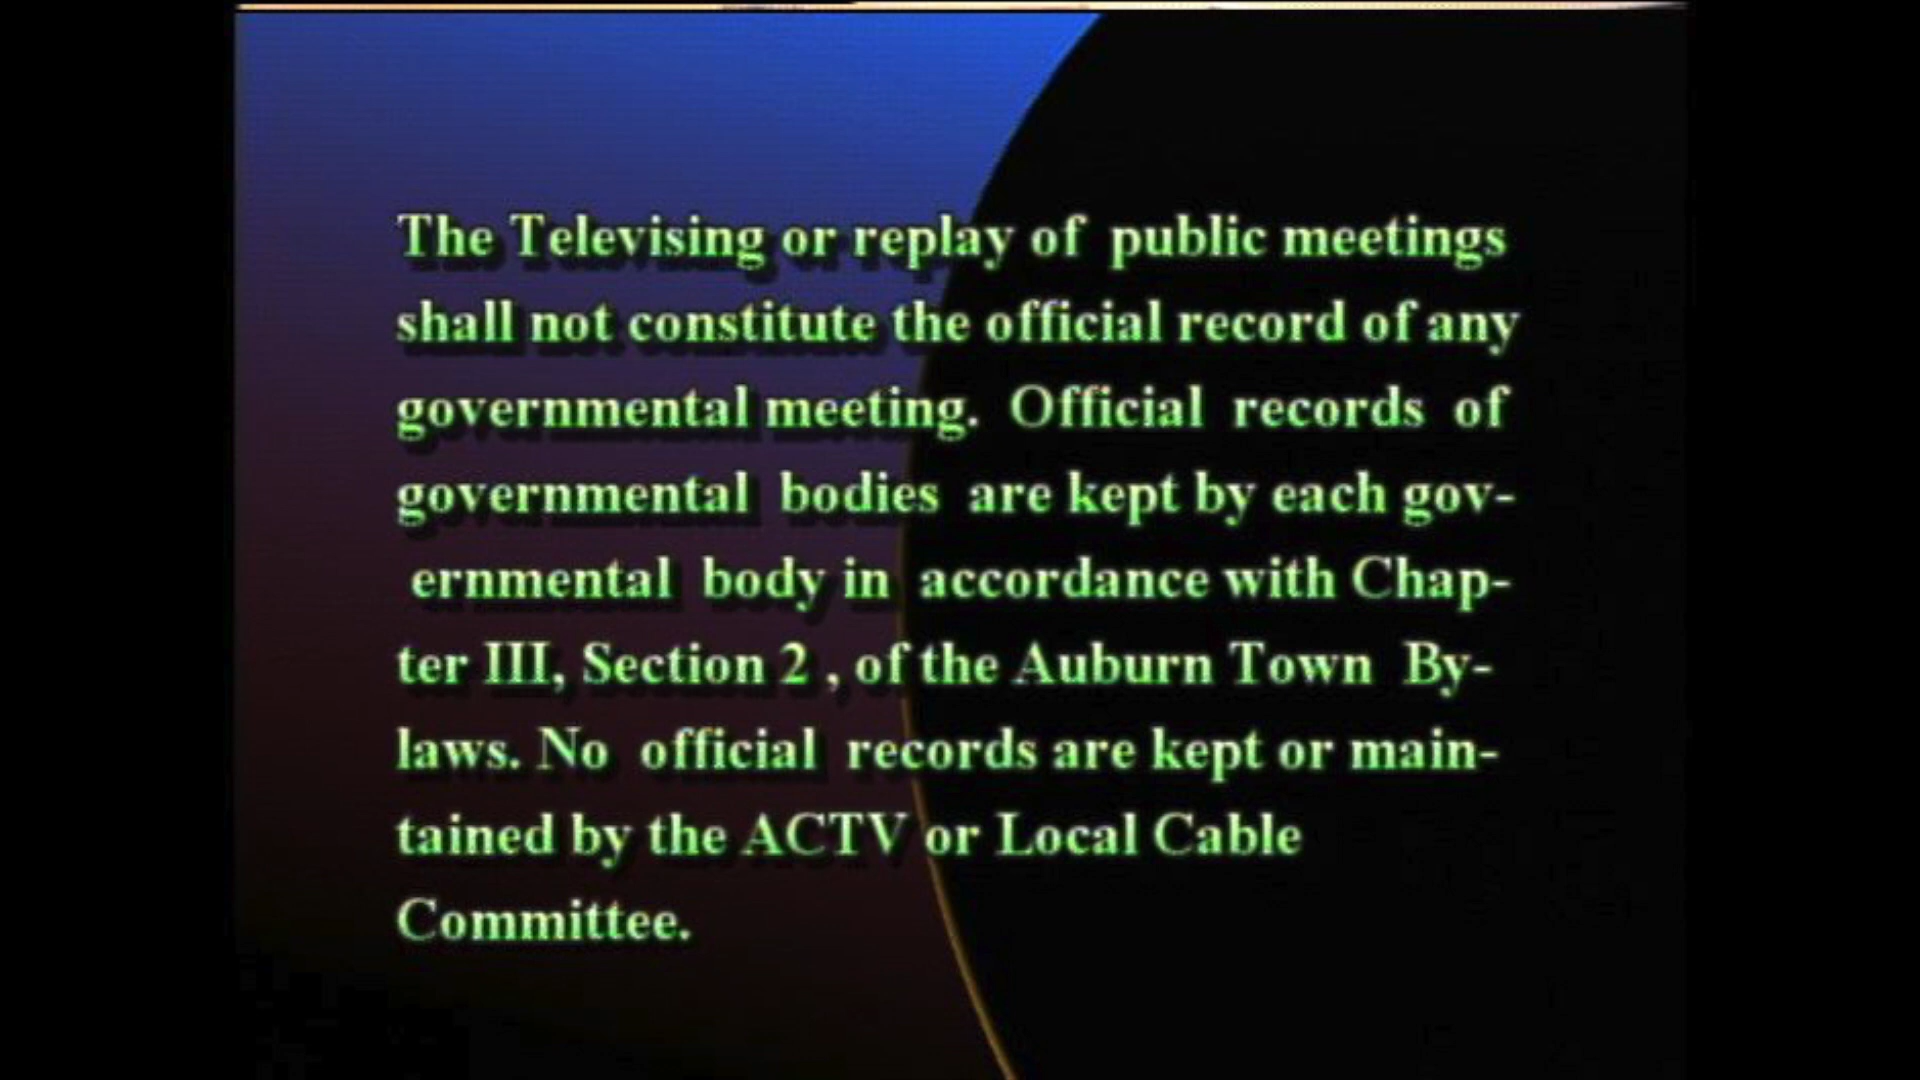 The Televising or replay of public meetings
shall not constitute the official record of any
governmental meeting. Official records of
governmental bodies are kept by each gov-
ernmental body in accordance with Chap-
ter III, Section 2 , of the Auburn Town By-
laws. No official records are kept or main-
tained by the ACTV or Local Cable
Committee.